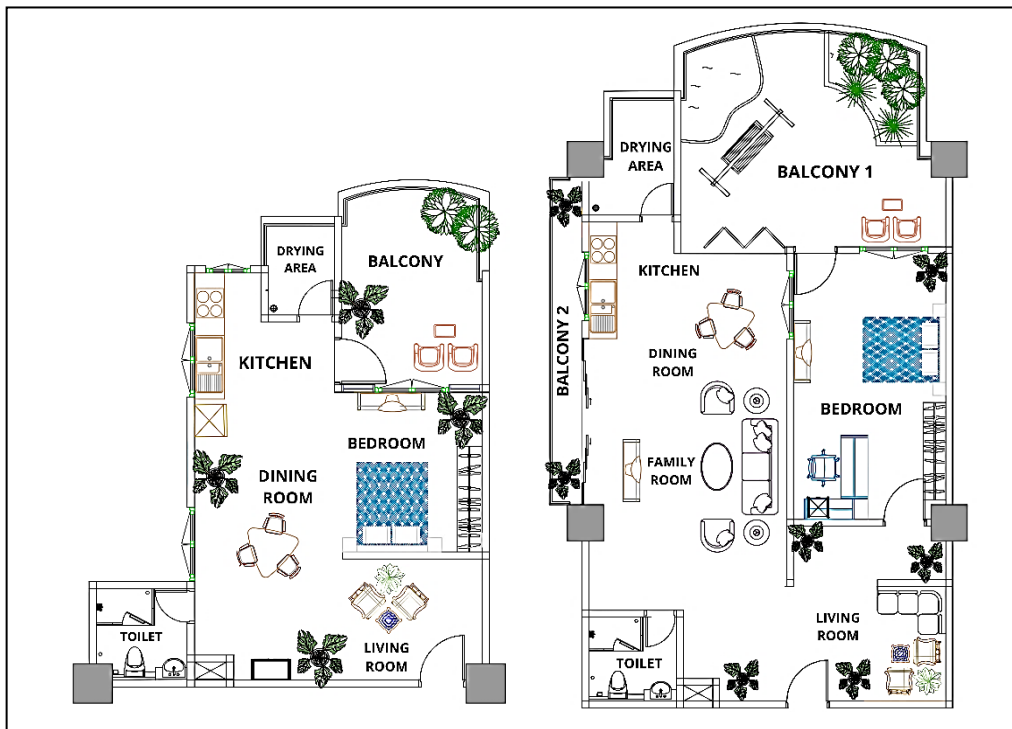 DRYING
AREA
BALCONY
KITCHEN
BEDROOM
DINING
ROOM
TOILET
LIVING
ROOM
DRYING
AREA
BALCONY 1
KITCHEN
BALCONY 2
DINING
ROOM
BEDROOM
FAMILY
ROOM
LIVING
ROOM
TOILET